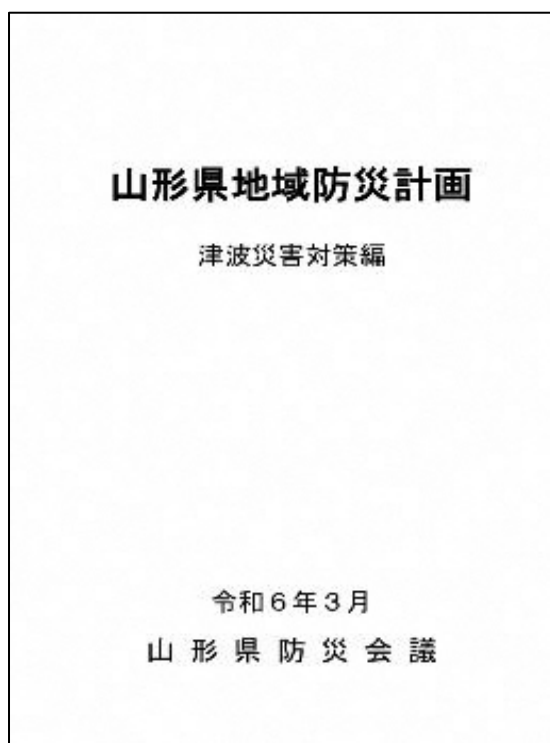 山形県地域防災計画
津波災害対策編
令和６年３月
山形県防災会議